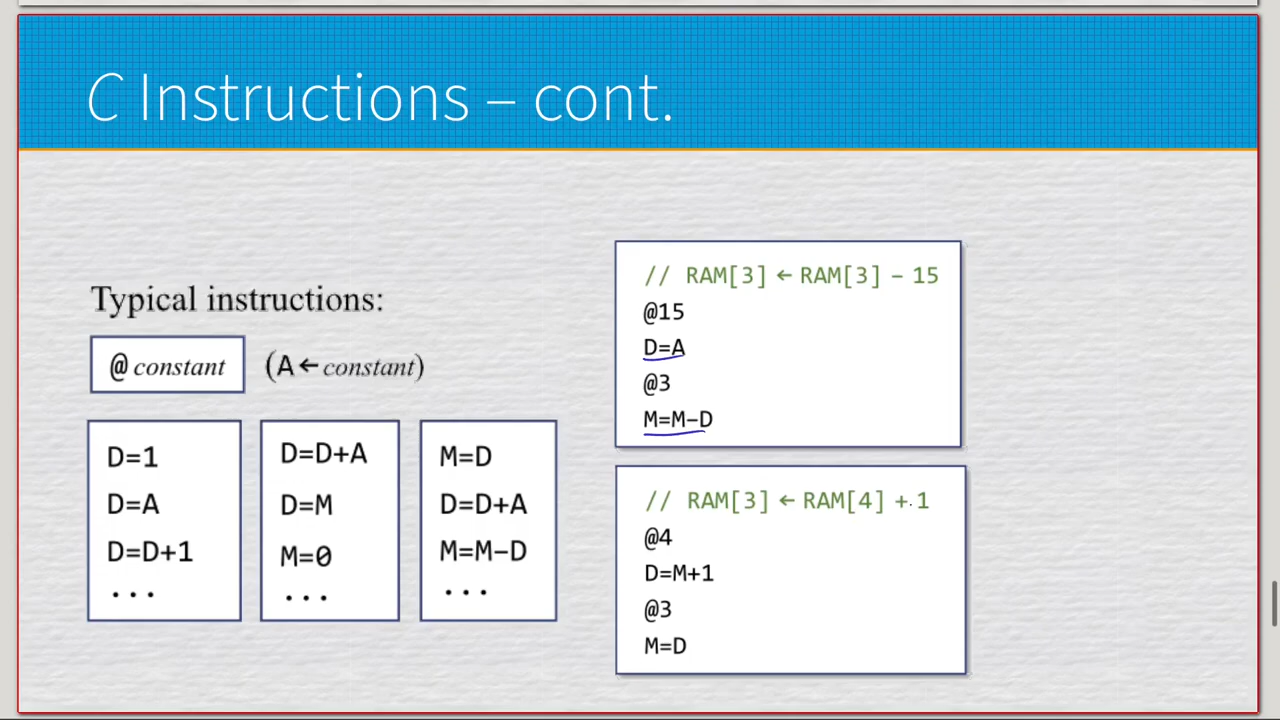 C Instructions – cont.
Typical instructions:
@ constant (A ← constant)
D=1
D=A
D=D+1
...
D=D+A
D=M
M=0
...
M=D
D=D+A
M=M–D
...
// RAM[3] ← RAM[3] – 15
@15
D=A
@3
M=M–D
// RAM[3] ← RAM[4] + 1
@4
D=M+1
@3
M=D